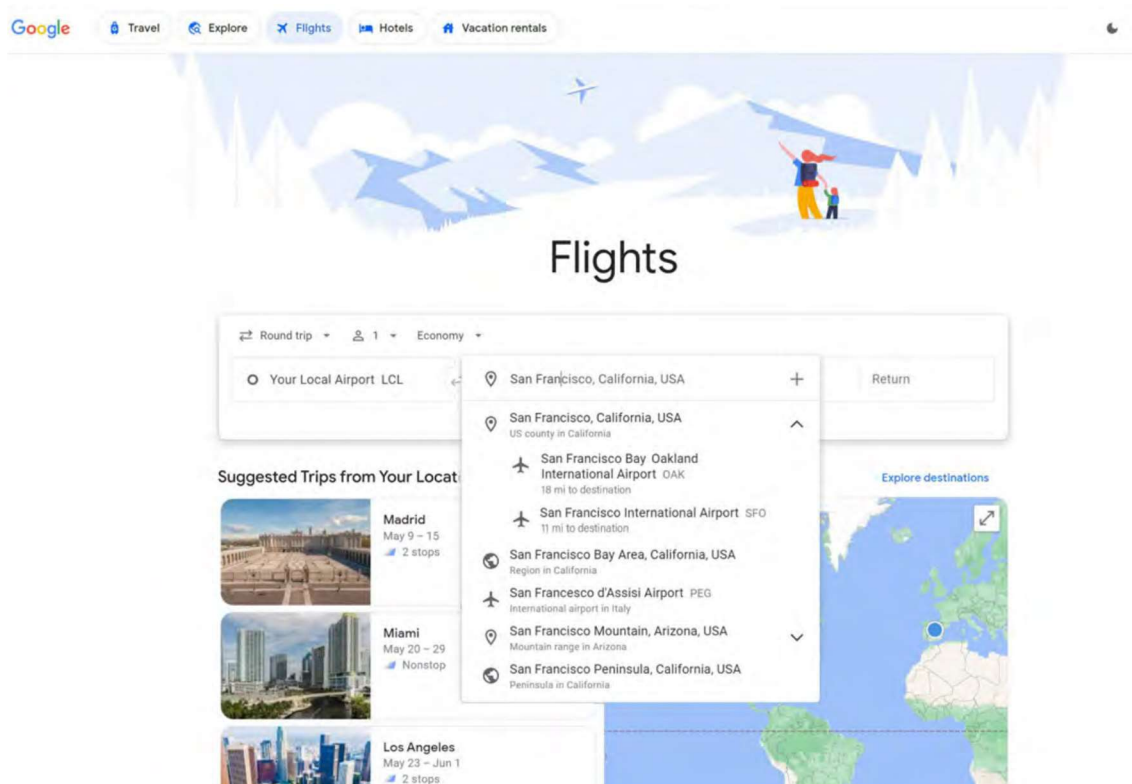 Google
Travel
Explore
Flights
Hotels
Vacation rentals
Flights
Round trip
1
Economy
Your Local Airport LCL
San Francisco, California, USA
Return
San Francisco, California, USA
US county in California
San Francisco Bay Oakland
International Airport OAK
18 mi to destination
San Francisco International Airport SFO
11 mi to destination
San Francisco Bay Area, California, USA
Region in California
San Francesco d'Assisi Airport PEG
International airport in Italy
San Francisco Mountain, Arizona, USA
Mountain range in Arizona
San Francisco Peninsula, California, USA
Peninsula in California
Suggested Trips from Your Locat
Explore destinations
Madrid
May 9 – 15
2 stops
Miami
May 20 – 29
Nonstop
Los Angeles
May 23 – Jun 1
2 stops